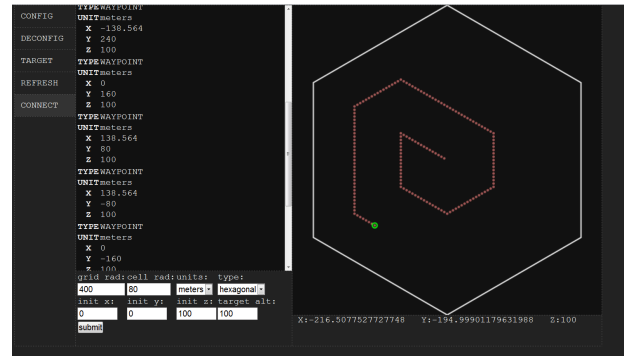 CONFIG
DECONFIG
TARGET
REFRESH
CONNECT
TYPE WAYPOINT
UNIT meters
X -138.564
Y 240
Z 100
TYPE WAYPOINT
UNIT meters
X 0
Y 160
Z 100
TYPE WAYPOINT
UNIT meters
X 138.564
Y 80
Z 100
TYPE WAYPOINT
UNIT meters
X 138.564
Y -80
Z 100
TYPE WAYPOINT
UNIT meters
X 0
Y -160
Z 100
grid rad: cell rad: units: type:
400 80 meters hexagonal
init x: init y: init z: target alt:
0 0 100 100
submit
X:-216.5077527727748 Y:-194.99901179631988 Z:100